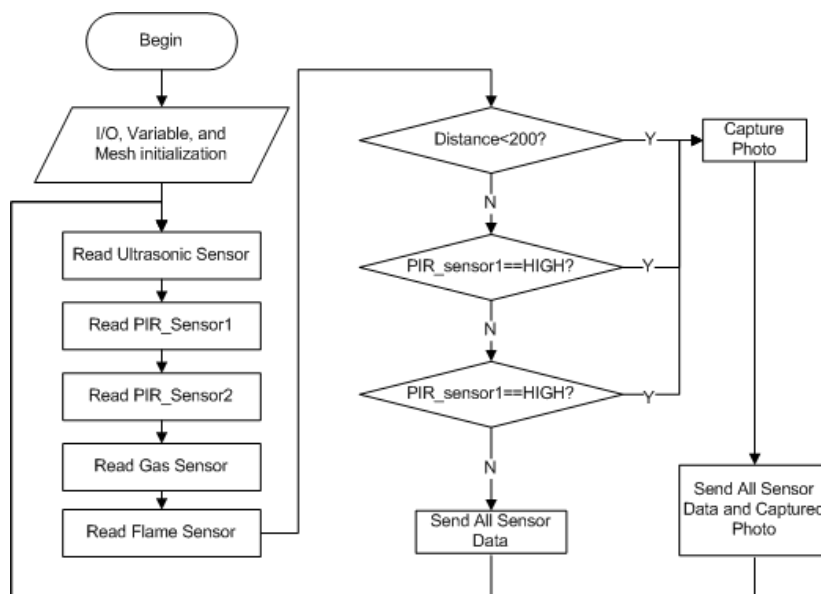 Begin
I/O, Variable, and
Mesh initialization
Read Ultrasonic Sensor
Read PIR_Sensor1
Read PIR_Sensor2
Read Gas Sensor
Read Flame Sensor
Distance<200?
Y
N
PIR_sensor1==HIGH?
Y
N
PIR_sensor1==HIGH?
Y
N
Send All Sensor
Data
Capture
Photo
Send All Sensor
Data and Captured
Photo